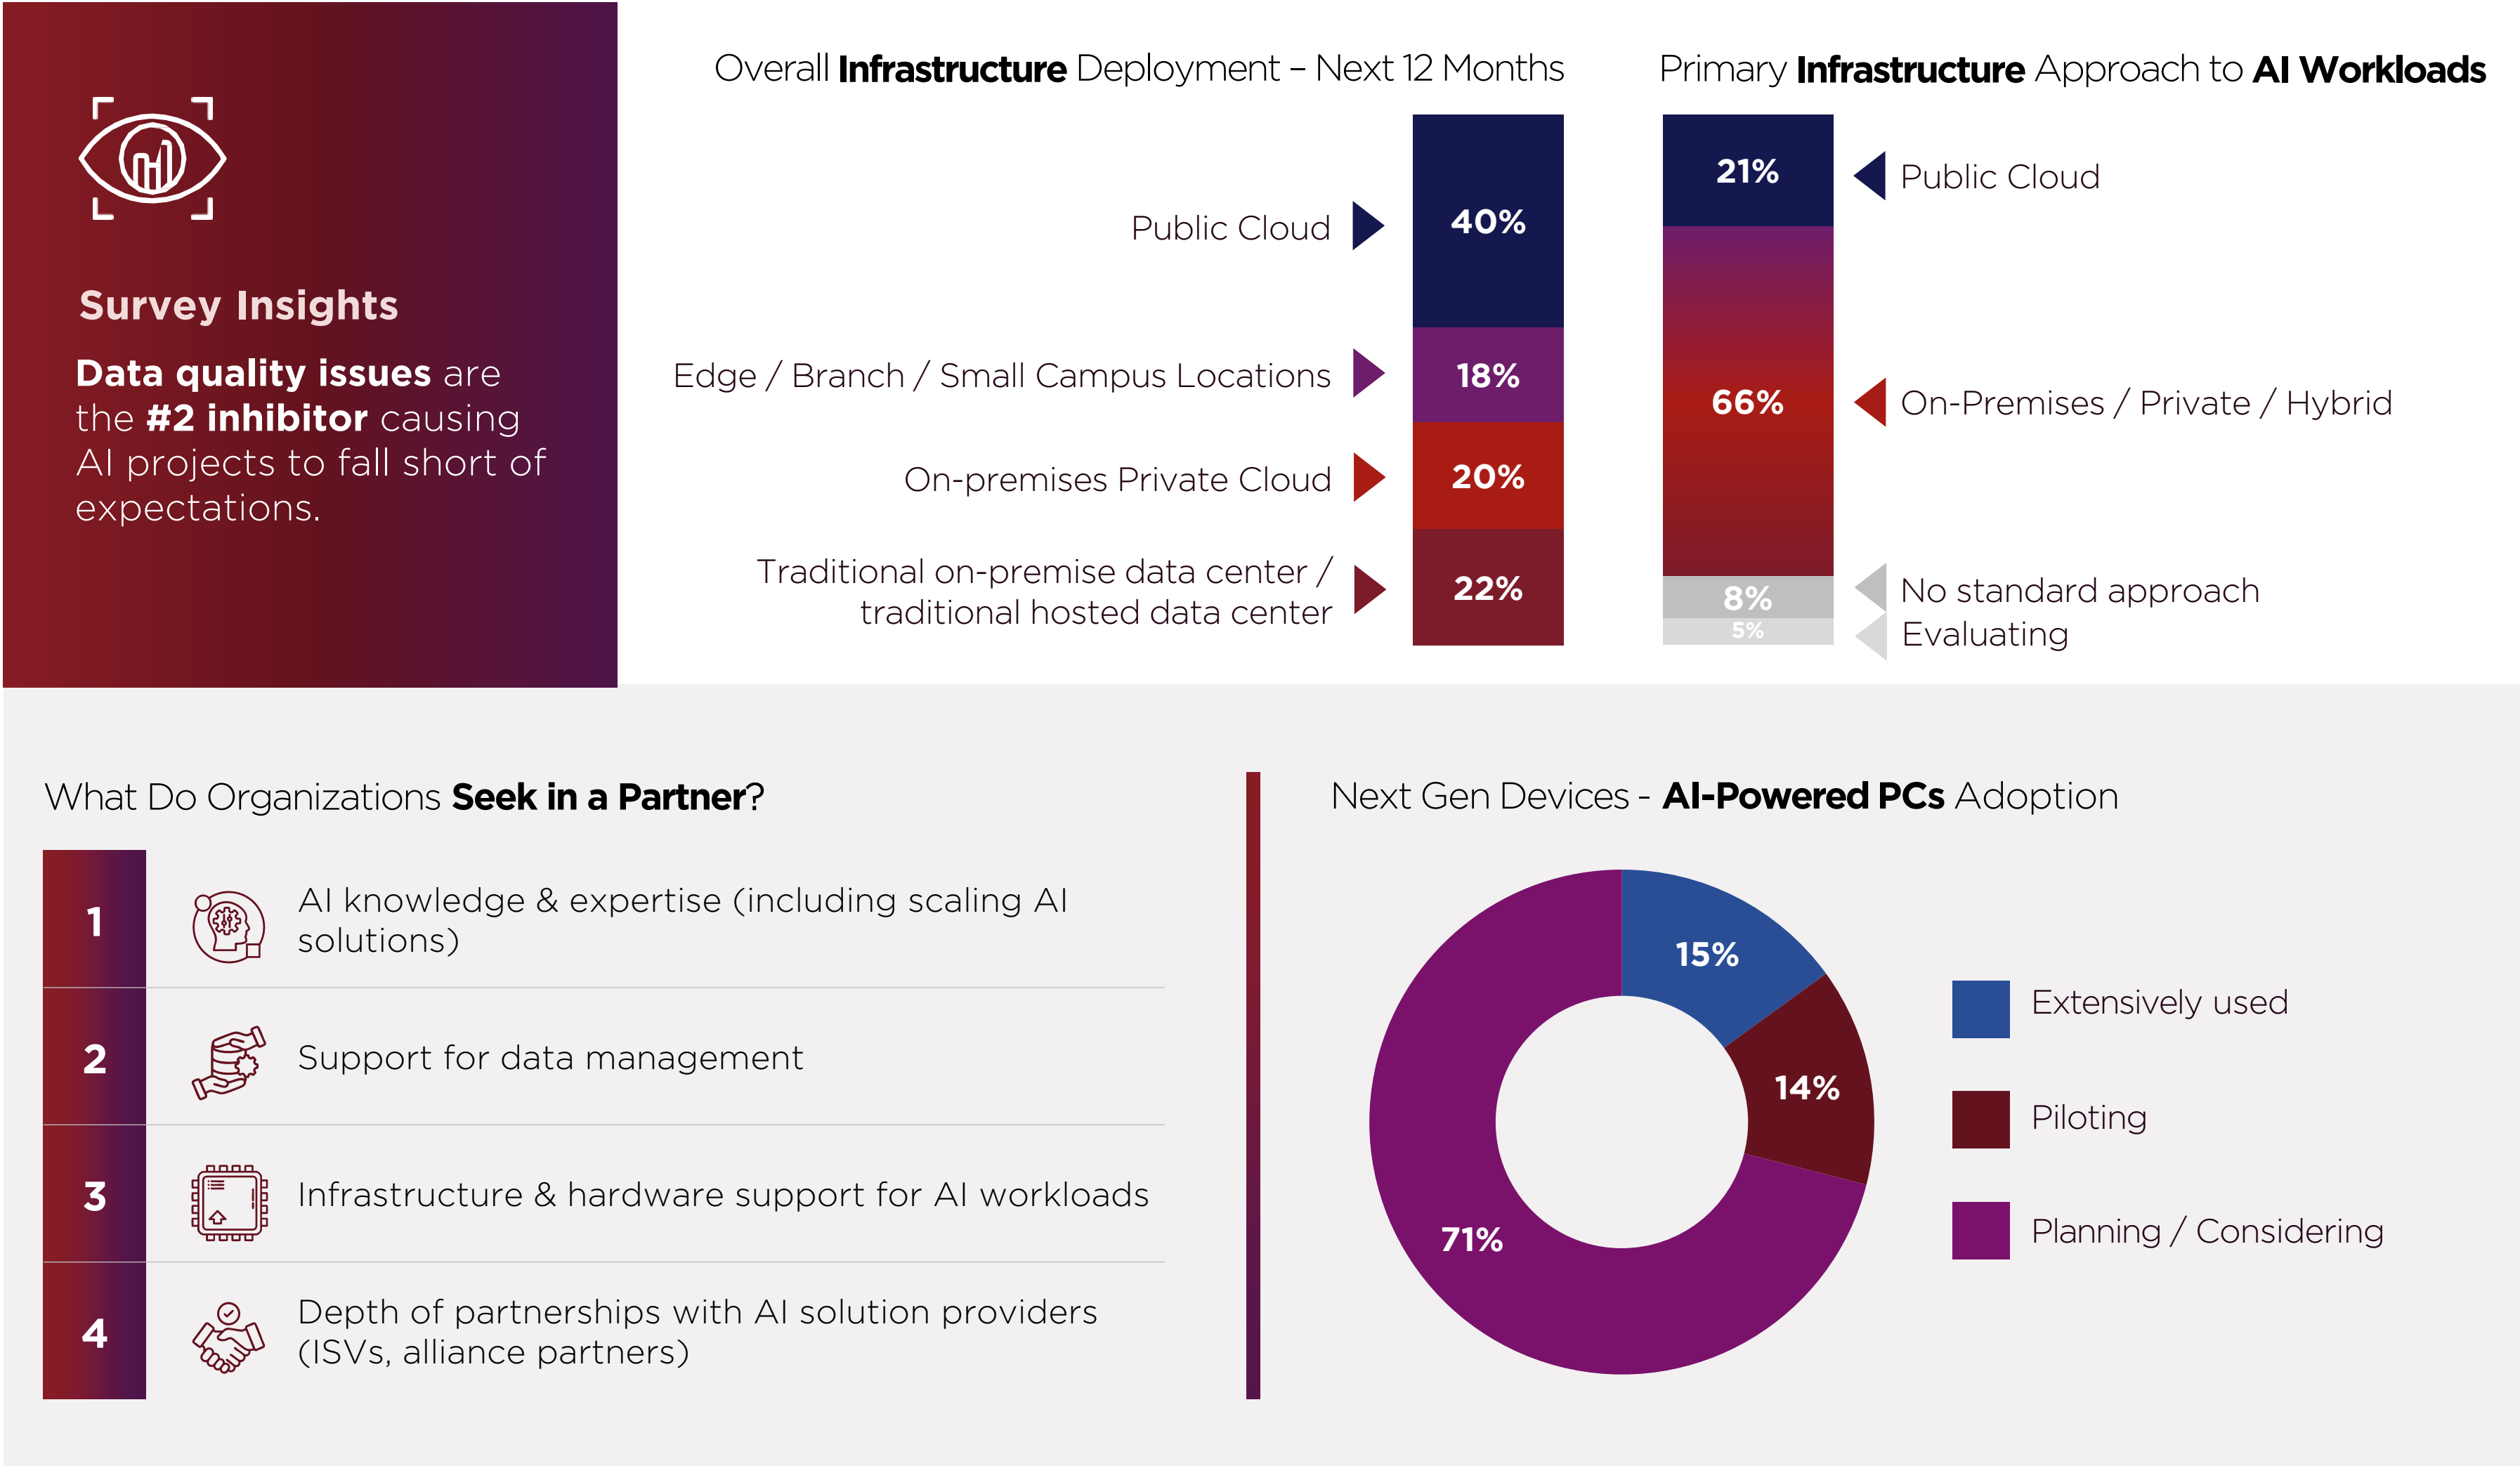 Survey Insights
Data quality issues are
the #2 inhibitor causing
AI projects to fall short of
expectations.
Overall Infrastructure Deployment – Next 12 Months
Public Cloud
40%
Edge / Branch / Small Campus Locations
18%
On-premises Private Cloud
20%
Traditional on-premise data center /
traditional hosted data center
22%
Primary Infrastructure Approach to AI Workloads
21%
Public Cloud
66%
On-Premises / Private / Hybrid
8%
No standard approach
5%
Evaluating
What Do Organizations Seek in a Partner?
1
AI knowledge & expertise (including scaling AI
solutions)
2
Support for data management
3
Infrastructure & hardware support for AI workloads
4
Depth of partnerships with AI solution providers
(ISVs, alliance partners)
Next Gen Devices - AI-Powered PCs Adoption
15%
14%
71%
Extensively used
Piloting
Planning / Considering